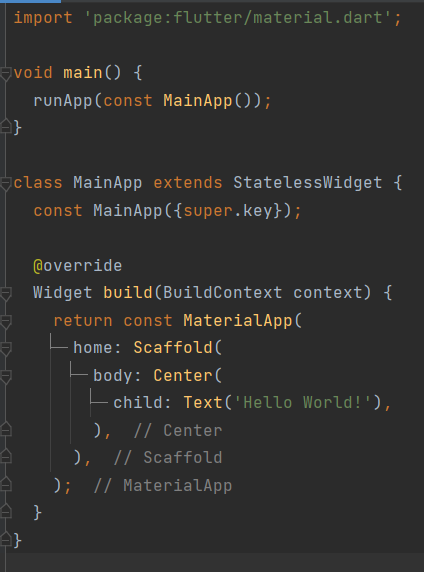 import 'package:flutter/material.dart';

void main() {
  runApp(const MainApp());
}

class MainApp extends StatelessWidget {
  const MainApp({super.key});

  @override
  Widget build(BuildContext context) {
    return const MaterialApp(
      home: Scaffold(
        body: Center(
          child: Text('Hello World!'),
        ),  // Center
      ),  // Scaffold
    );  // MaterialApp
  }
}